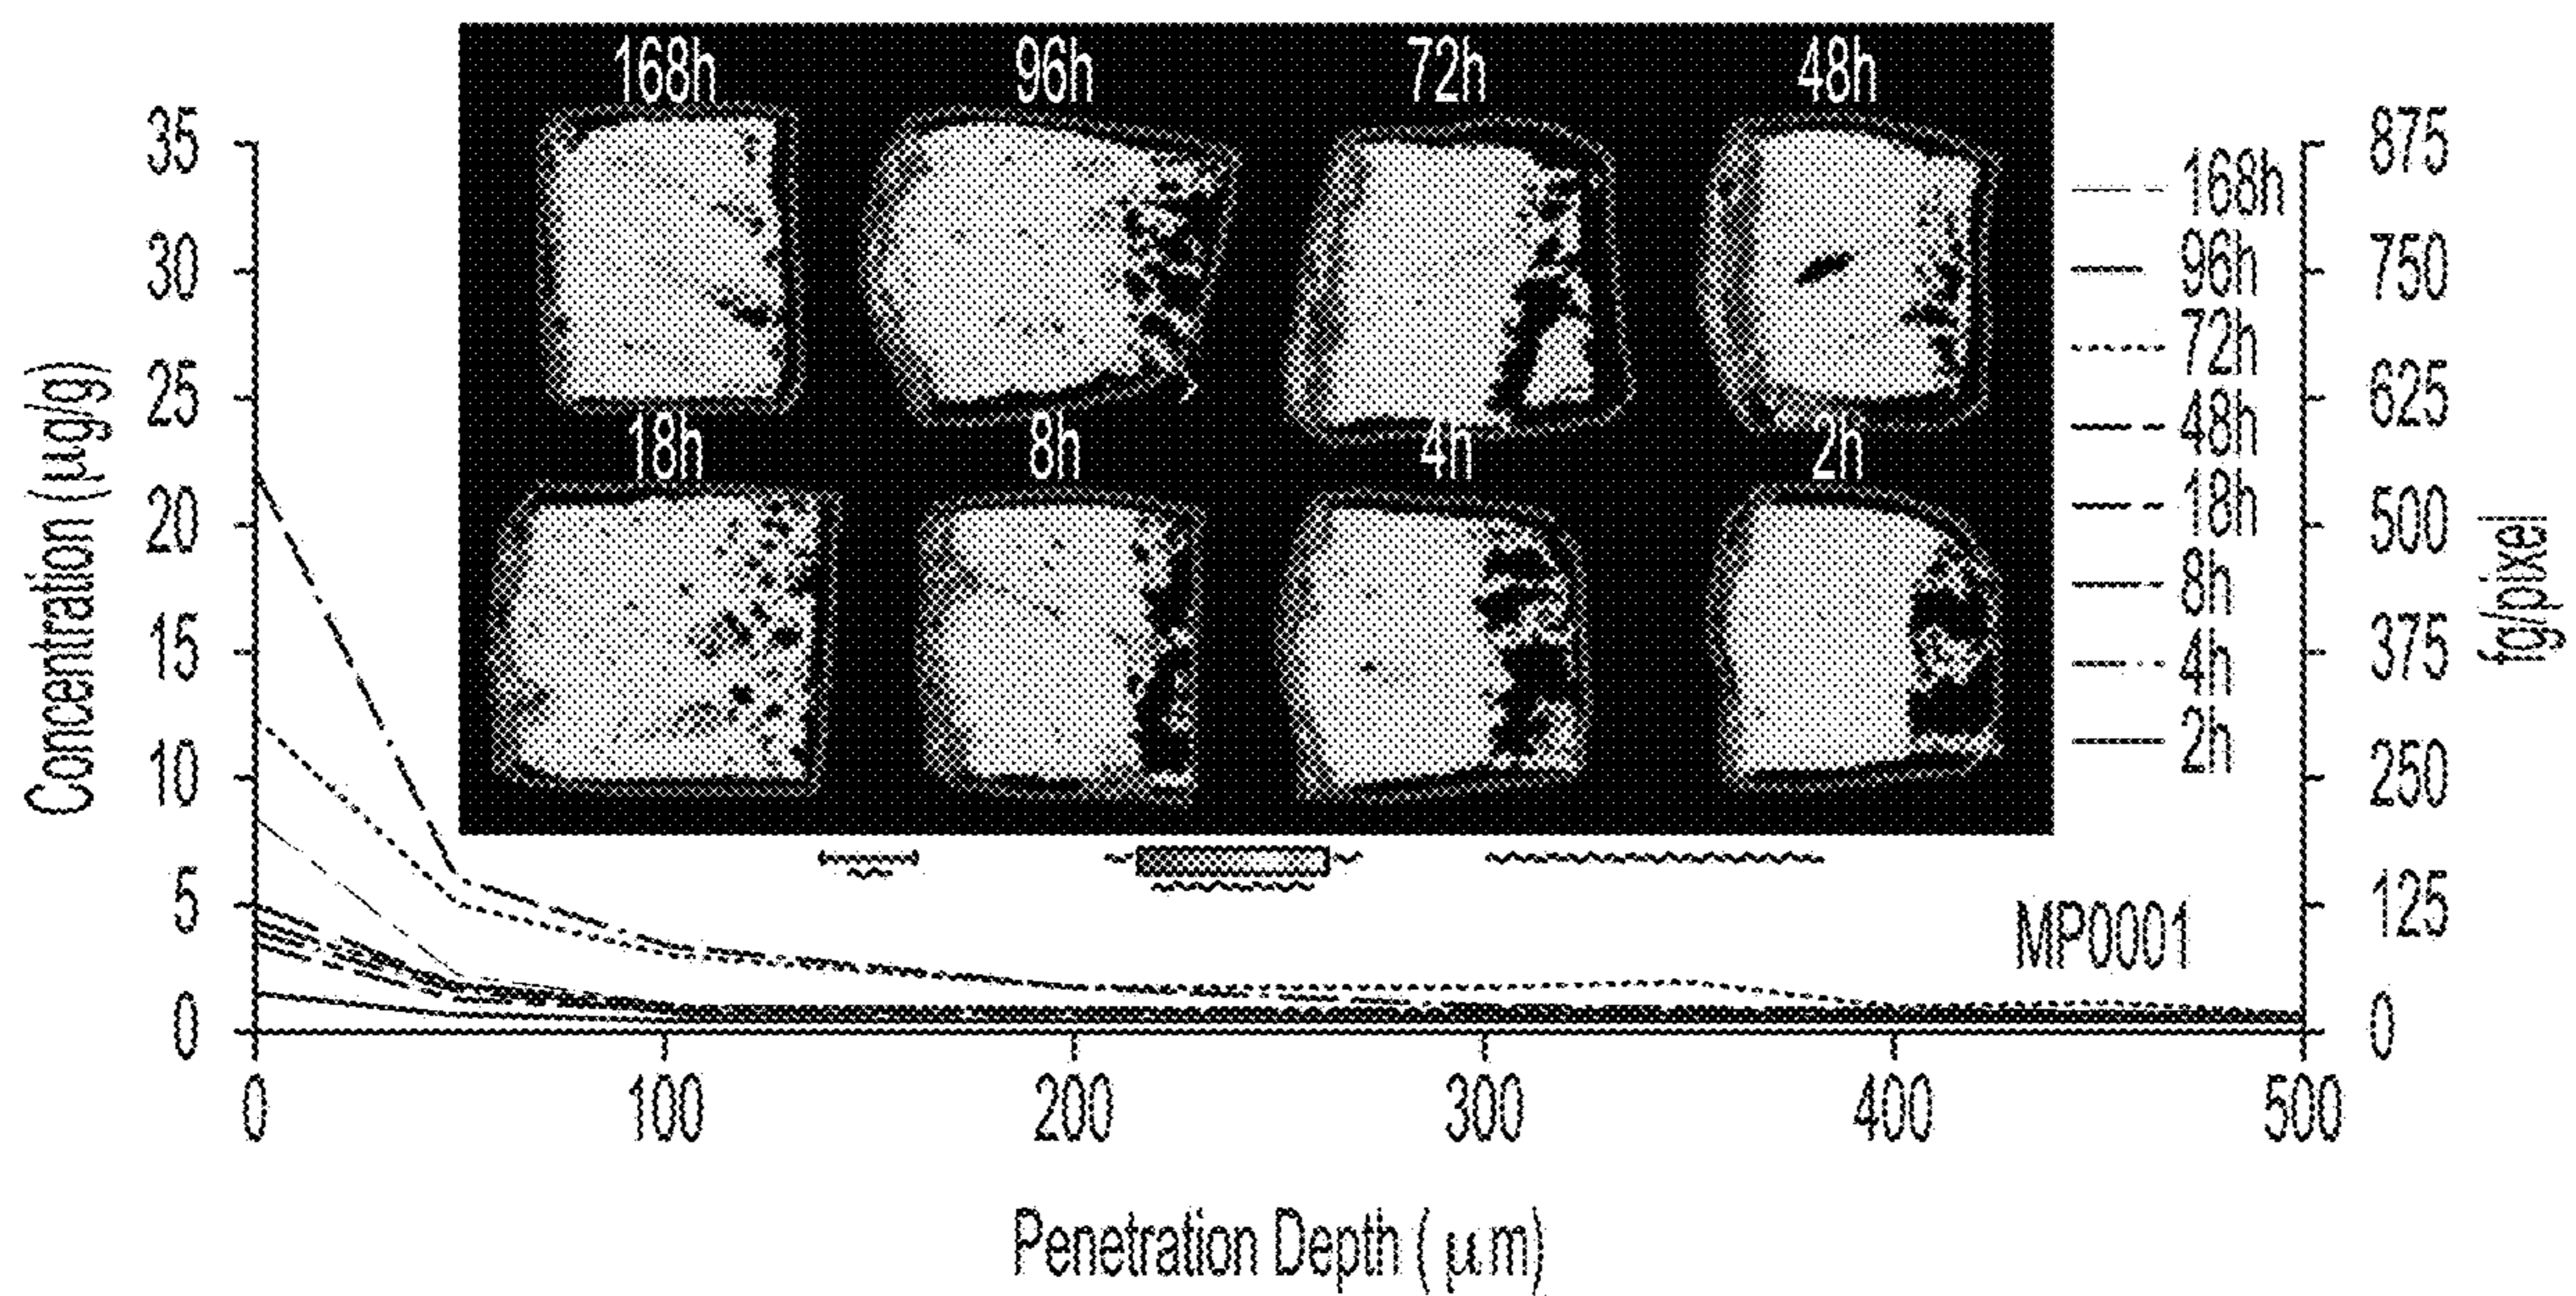 168h 96h 72h 48h
18h 8h 4h 2h
Concentration (µg/g)
35
30
25
20
15
10
5
0
875
750
625
500
375
250
125
0
fg/pixel
168h
96h
72h
48h
18h
8h
4h
2h
MP0001
0 100 200 300 400 500
Penetration Depth (µm)